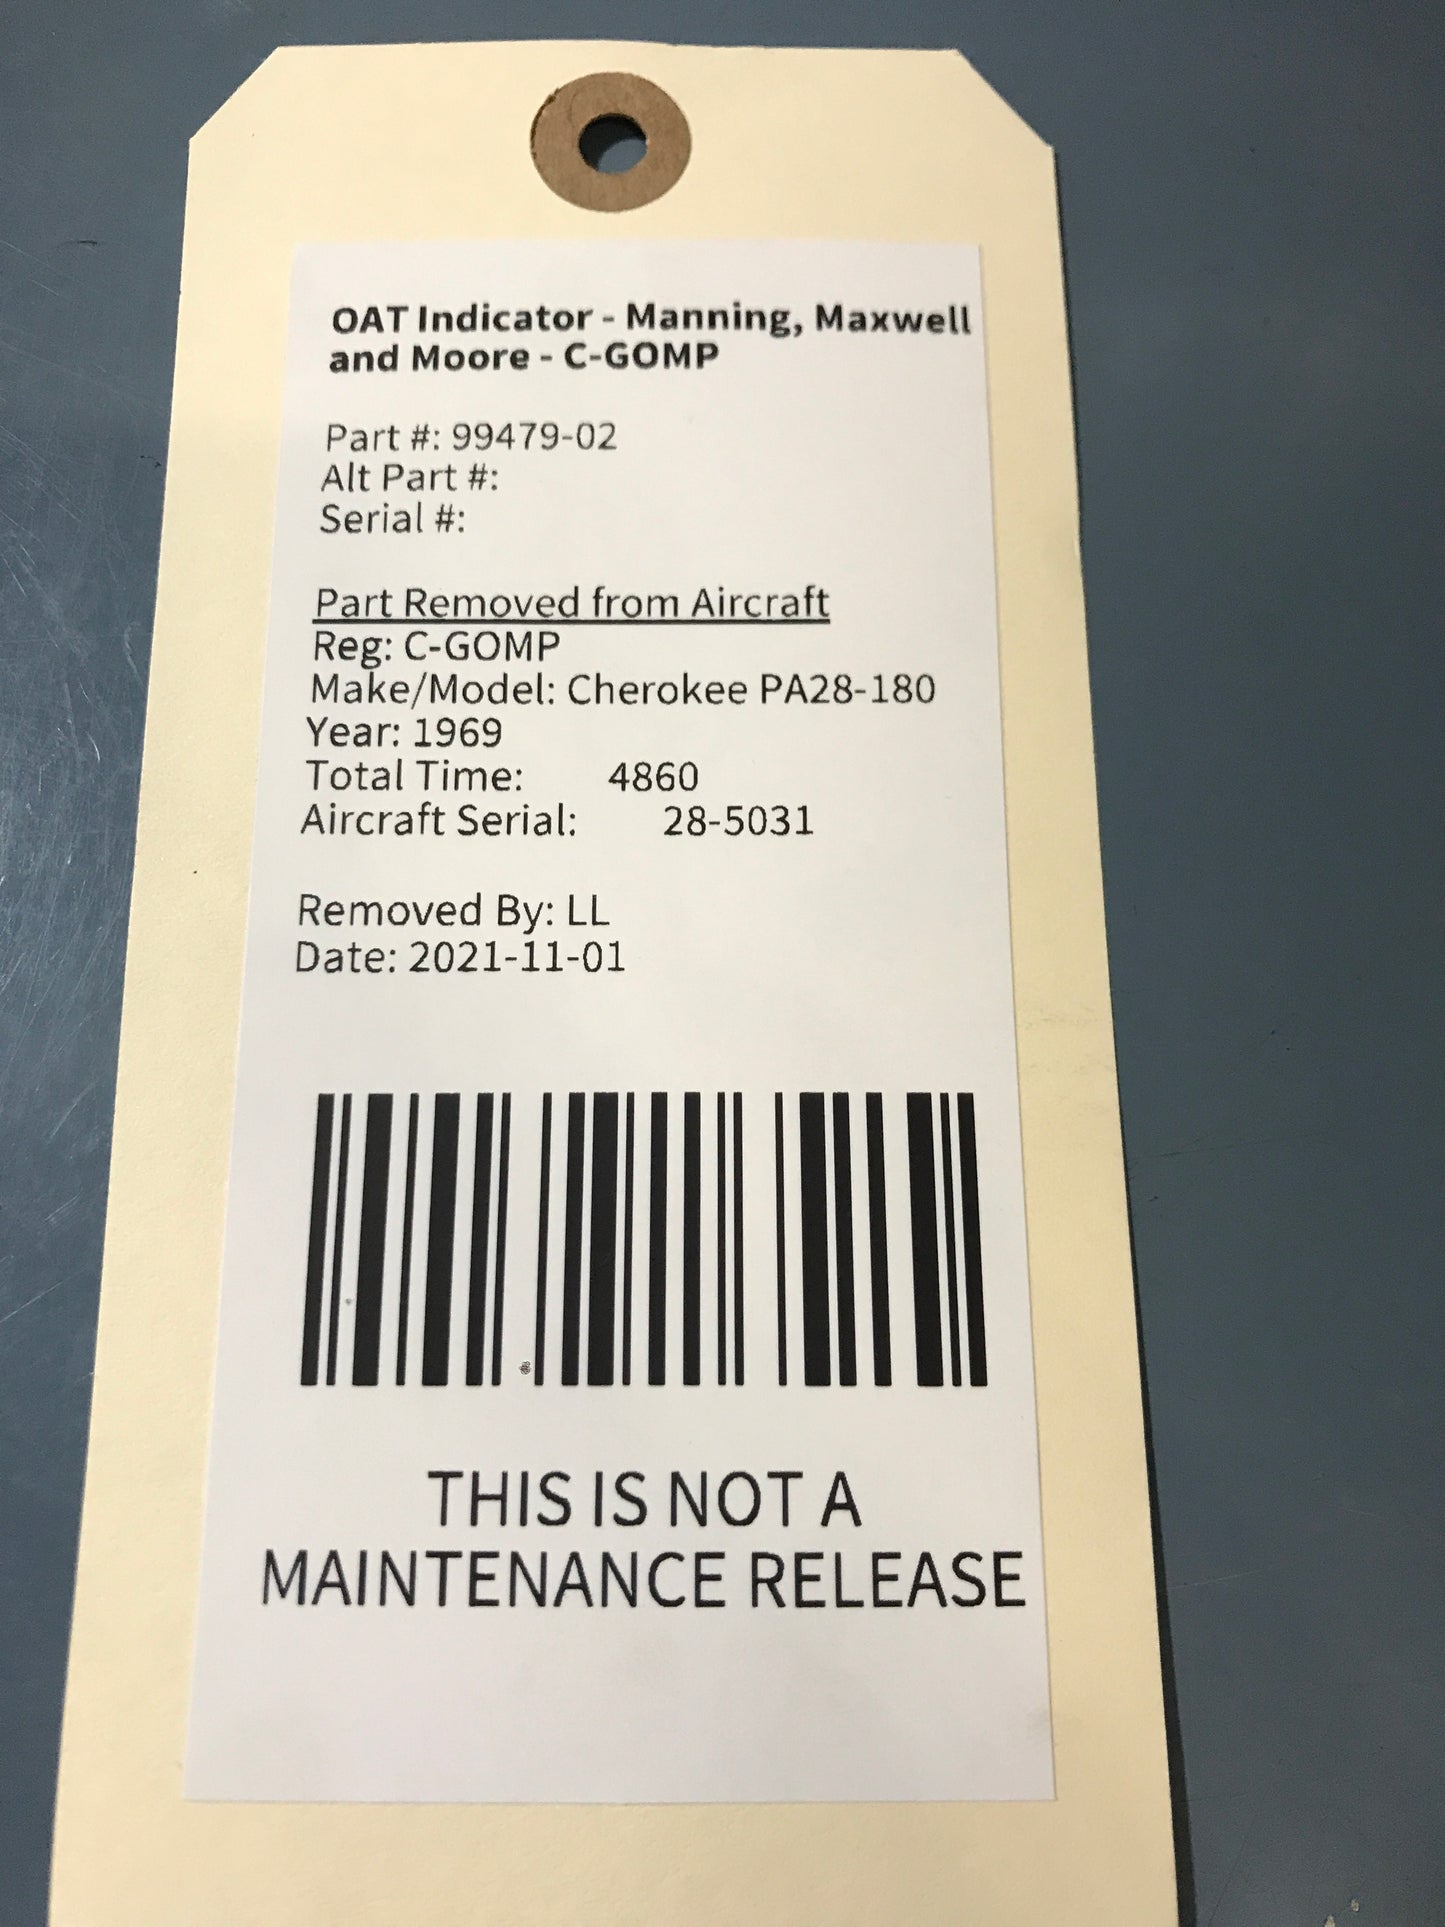 OAT Indicator - Manning, Maxwell
and Moore - C-GOMP
Part #: 99479-02
Alt Part #:
Serial #:
Part Removed from Aircraft
Reg: C-GOMP
Make/Model: Cherokee PA28-180
Year: 1969
Total Time: 4860
Aircraft Serial: 28-5031
Removed By: LL
Date: 2021-11-01
THIS IS NOT A
MAINTENANCE RELEASE